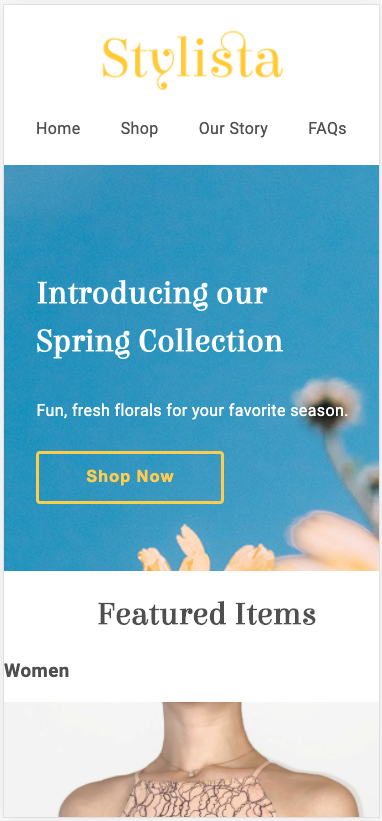 Stylista
Home Shop Our Story FAQs
Introducing our
Spring Collection
Fun, fresh florals for your favorite season.
Shop Now
Featured Items
Women